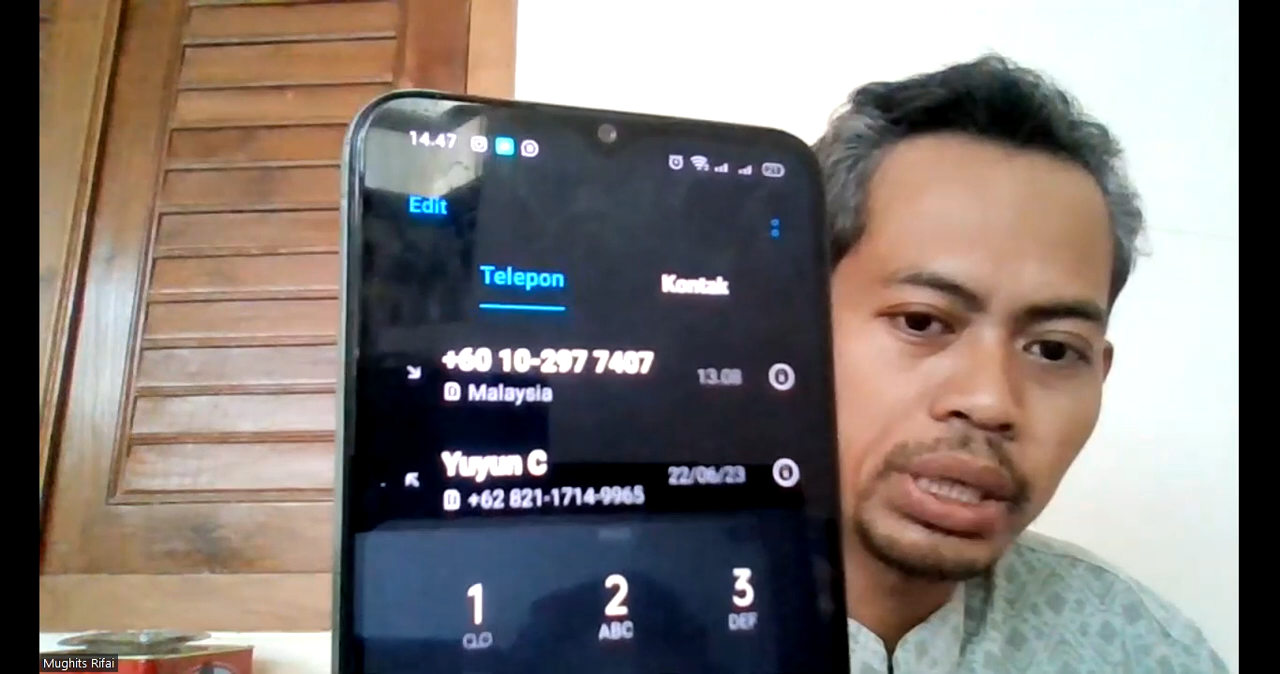 14.47
21
Edit
Telepon Kontak
+60 10-297 7407 13.08
Malaysia
Yuyun C 22/06/23
+62 821-1714-9965
1 2 3
ABC DEF
Mughits Rifai